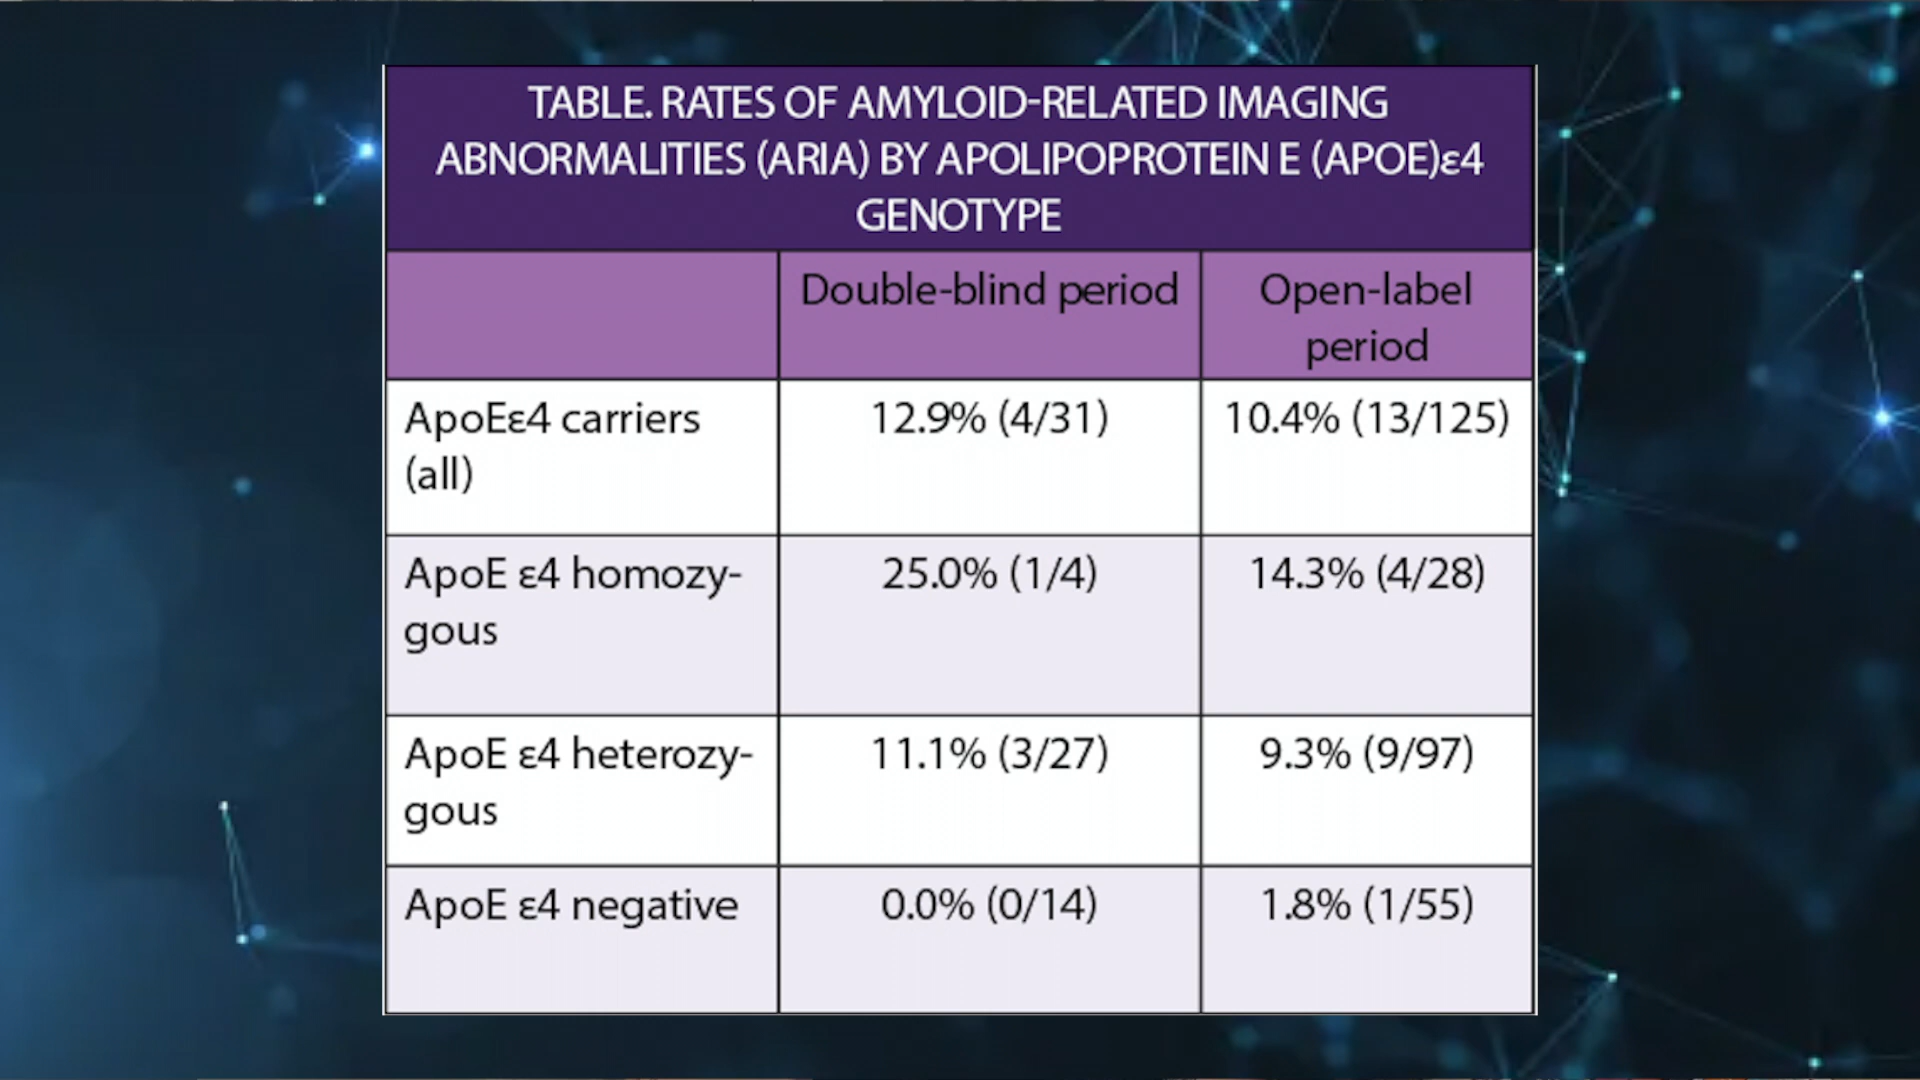 TABLE. RATES OF AMYLOID-RELATED IMAGING
ABNORMALITIES (ARIA) BY APOLIPOPROTEIN E (APOE)ε4
GENOTYPE
Double-blind period
Open-label
period
ApoEε4 carriers
(all)
12.9% (4/31)
10.4% (13/125)
ApoE ε4 homozy-
gous
25.0% (1/4)
14.3% (4/28)
ApoE ε4 heterozy-
gous
11.1% (3/27)
9.3% (9/97)
ApoE ε4 negative
0.0% (0/14)
1.8% (1/55)